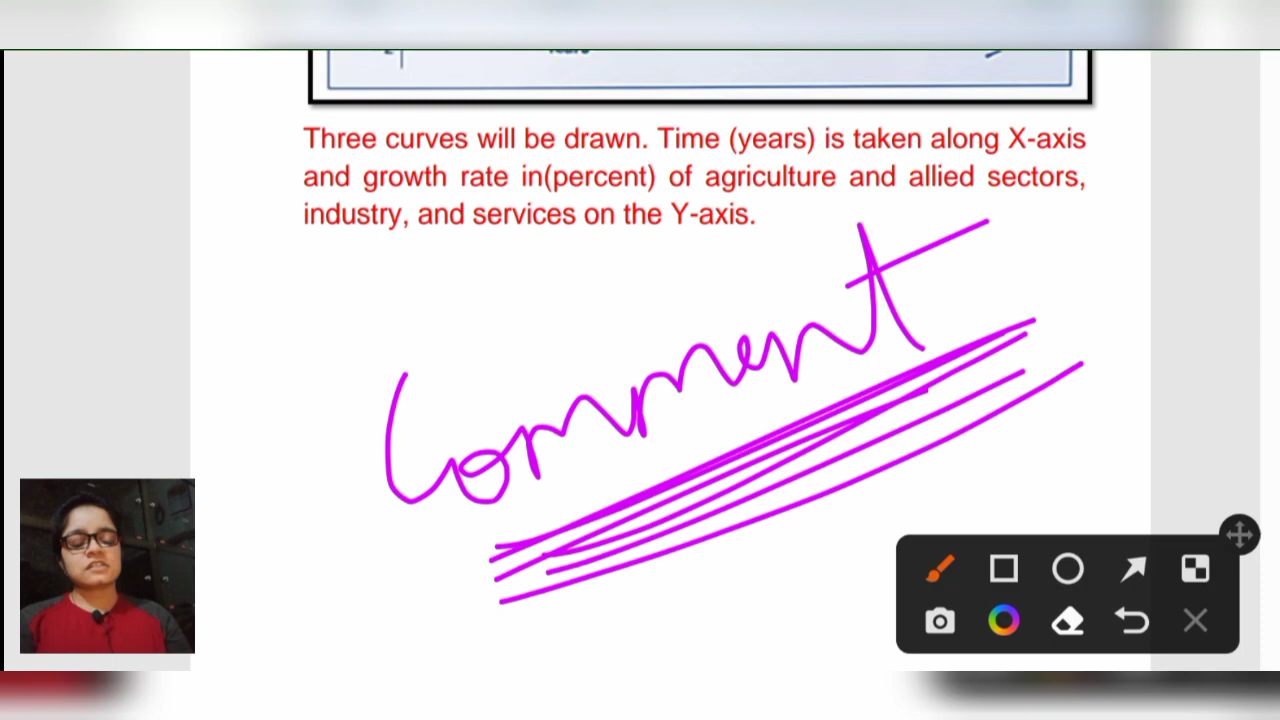 Three curves will be drawn. Time (years) is taken along X-axis
and growth rate in(percent) of agriculture and allied sectors,
industry, and services on the Y-axis.
Comment